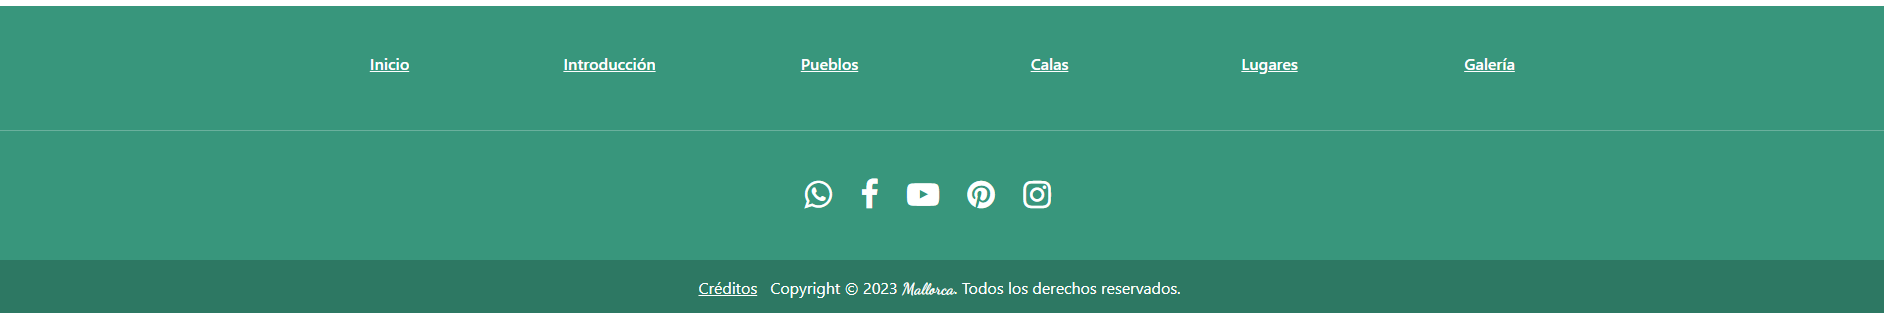 Inicio Introducción Pueblos Calas Lugares Galería
Créditos Copyright © 2023 Mallorca. Todos los derechos reservados.